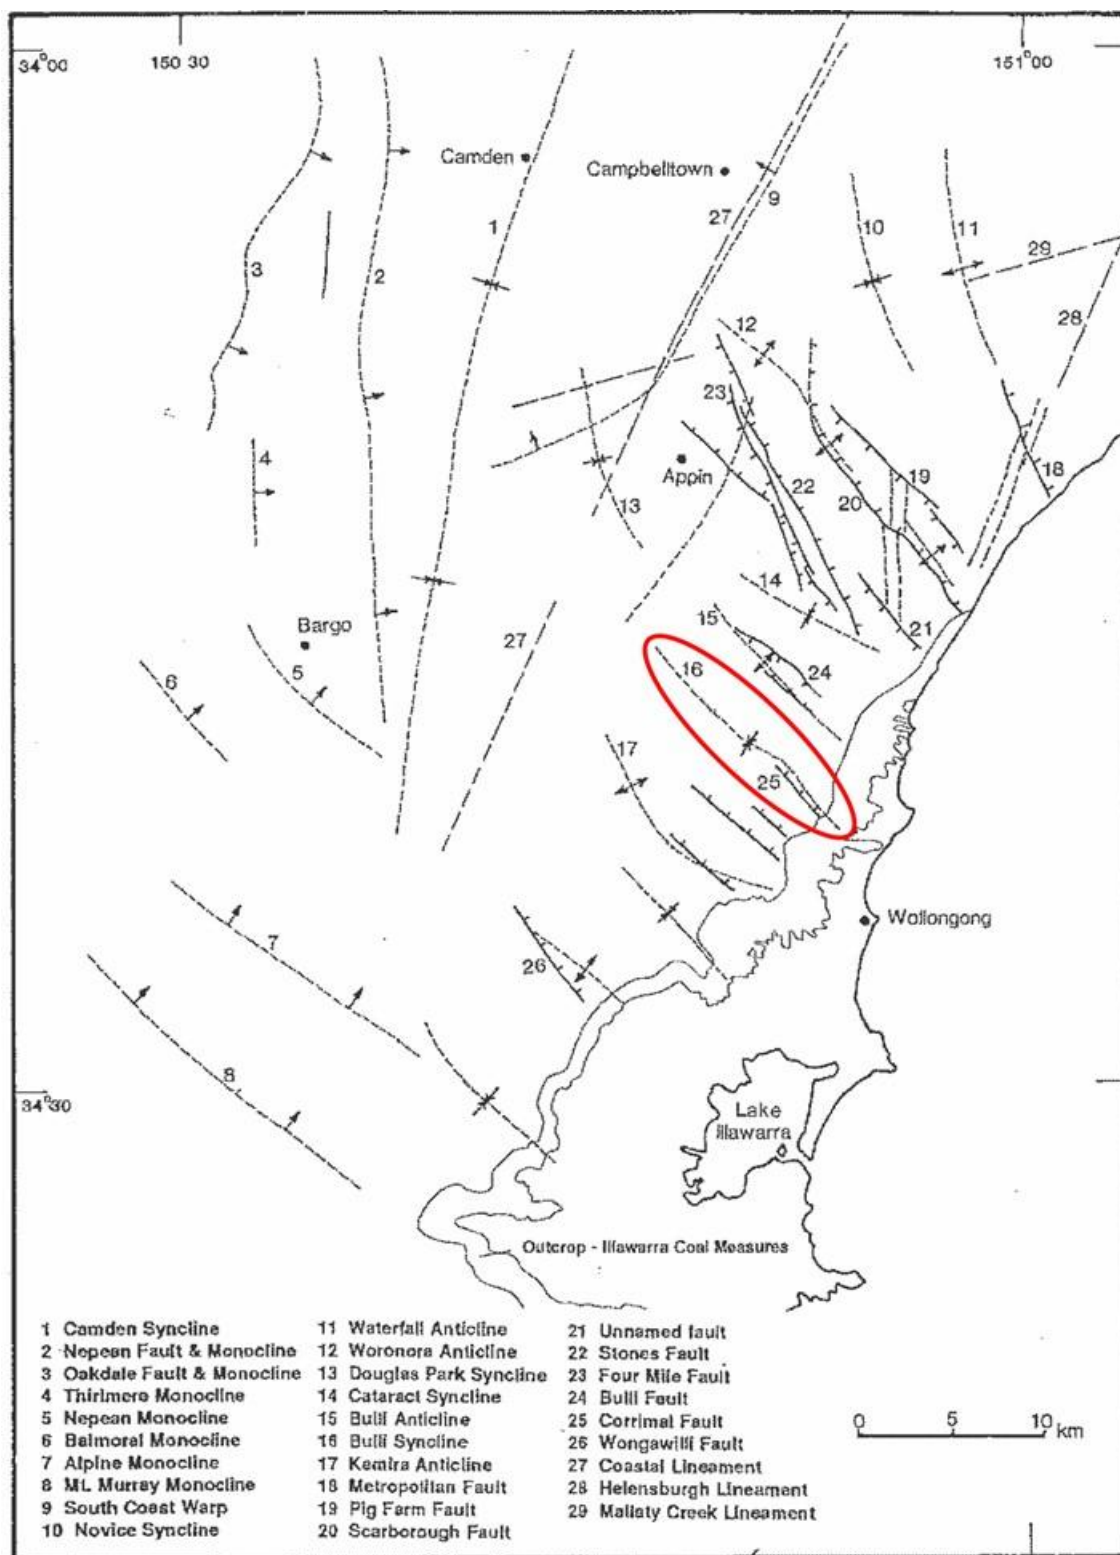 34°00
150 30
151°00
Camden
Campbelltown
9
27
1
10
11
29
3
2
28
12
23
4
Appin
22
19
18
20
13
14
15
21
Bargo
27
16
24
5
6
17
25
Wollongong
7
26
8
34°30
Lake
Illawarra
Outcrop - Illawarra Coal Measures
1 Camden Syncline
2 Nepean Fault & Monocline
3 Oakdale Fault & Monocline
4 Thirlmere Monocline
5 Nepean Monocline
6 Balmoral Monocline
7 Alpine Monocline
8 Mt. Murray Monocline
9 South Coast Warp
10 Novice Syncline
11 Waterfall Anticline
12 Woronora Anticline
13 Douglas Park Syncline
14 Cataract Syncline
15 Bulli Anticline
16 Bulli Syncline
17 Kemira Anticline
18 Metropolitan Fault
19 Pig Farm Fault
20 Scarborough Fault
21 Unnamed fault
22 Stones Fault
23 Four Mile Fault
24 Bulli Fault
25 Corrimal Fault
26 Wongawilli Fault
27 Coastal Lineament
28 Helensburgh Lineament
29 Mallaty Creek Lineament
0 5 10 km